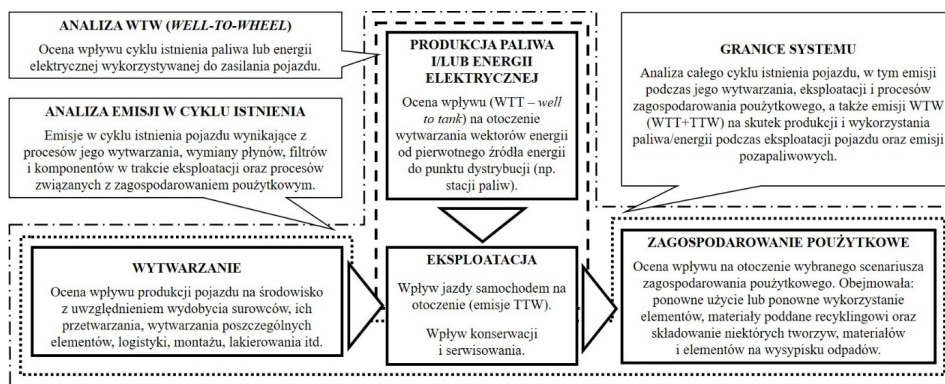 ANALIZA WTW (WELL-TO-WHEEL)
Ocena wpływu cyklu istnienia paliwa lub energii
elektrycznej wykorzystywanej do zasilania pojazdu.
ANALIZA EMISJI W CYKLU ISTNIENIA
Emisje w cyklu istnienia pojazdu wynikające z
procesów jego wytwarzania, wymiany płynów, filtrów
i komponentów w trakcie eksploatacji oraz procesów
związanych z zagospodarowaniem poużytkowym.
PRODUKCJA PALIWA
I/LUB ENERGII
ELEKTRYCZNEJ
Ocena wpływu (WTT – well
to tank) na otoczenie
wytwarzania wektorów energii
od pierwotnego źródła energii
do punktu dystrybucji (np.
stacji paliw).
GRANICE SYSTEMU
Analiza całego cyklu istnienia pojazdu, w tym emisji
podczas jego wytwarzania, eksploatacji i procesów
zagospodarowania poużytkowego, a także emisji WTW
(WTT+TTW) na skutek produkcji i wykorzystania
paliwa/energii podczas eksploatacji pojazdu oraz emisji
pozapaliwowych.
WYTWARZANIE
Ocena wpływu produkcji pojazdu na środowisko
z uwzględnieniem wydobycia surowców, ich
przetwarzania, wytwarzania poszczególnych
elementów, logistyki, montażu, lakierowania itd.
EKSPLOATACJA
Wpływ jazdy samochodem na
otoczenie (emisje TTW).
Wpływ konserwacji
i serwisowania.
ZAGOSPODAROWANIE POUŻYTKOWE
Ocena wpływu na otoczenie wybranego scenariusza
zagospodarowania poużytkowego. Obejmowała:
ponowne użycie lub ponowne wykorzystanie
elementów, materiały poddane recyklingowi oraz
składowanie niektórych tworzyw, materiałów
i elementów na wysypisku odpadów.